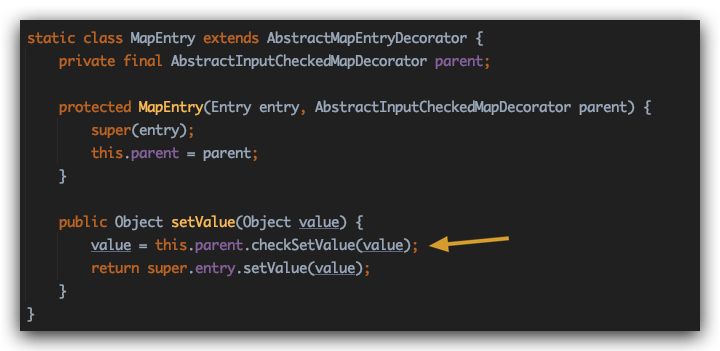 static class MapEntry extends AbstractMapEntryDecorator {
private final AbstractInputCheckedMapDecorator parent;
protected MapEntry(Entry entry, AbstractInputCheckedMapDecorator parent) {
super(entry);
this.parent = parent;
}
public Object setValue(Object value) {
value = this.parent.checkSetValue(value);
return super.entry.setValue(value);
}
}